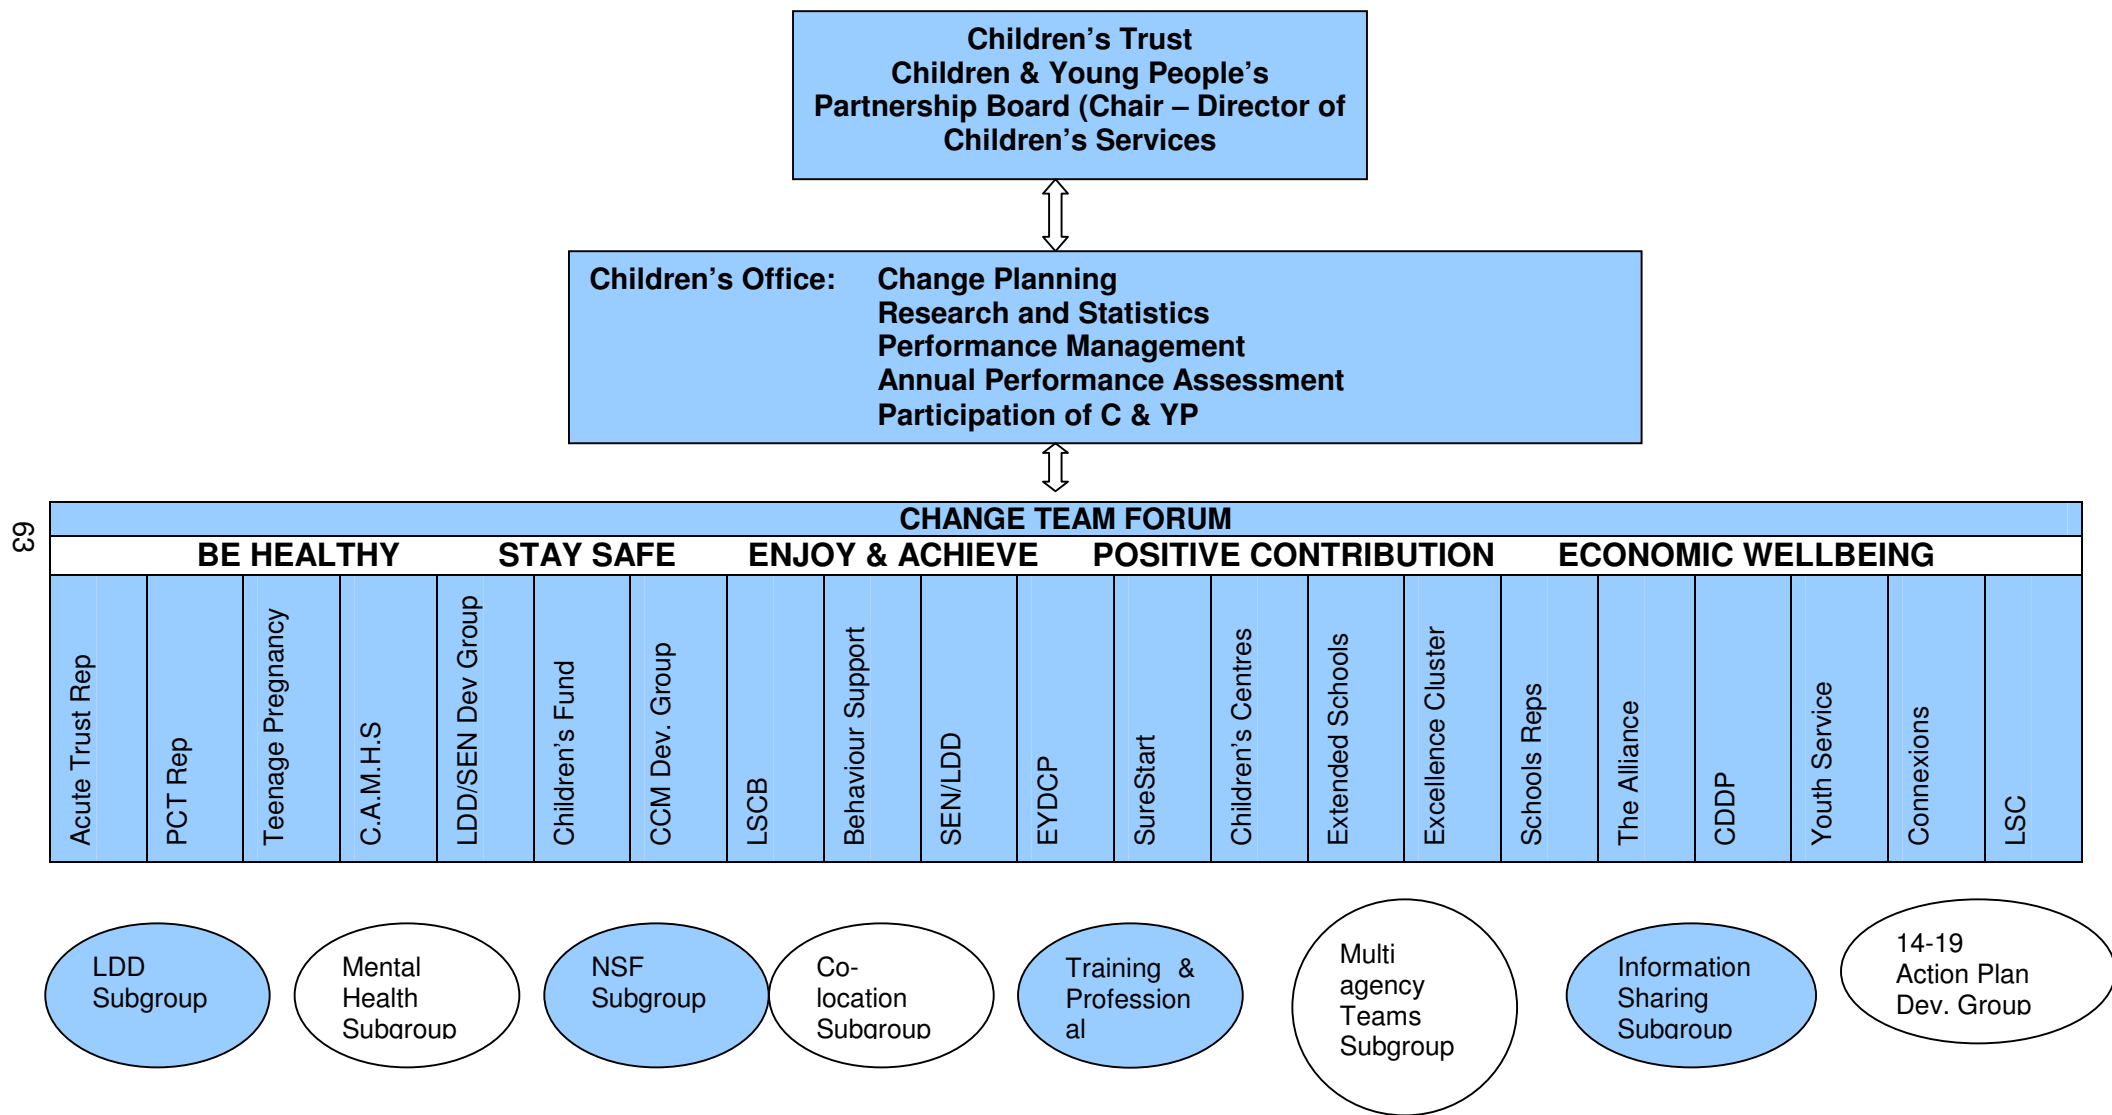 Children’s Trust
Children & Young People’s
Partnership Board (Chair – Director of
Children’s Services
Children’s Office: Change Planning
Research and Statistics
Performance Management
Annual Performance Assessment
Participation of C & YP
63
CHANGE TEAM FORUM
BE HEALTHY STAY SAFE ENJOY & ACHIEVE POSITIVE CONTRIBUTION ECONOMIC WELLBEING
Acute Trust Rep
PCT Rep
Teenage Pregnancy
C.A.M.H.S
LDD/SEN Dev Group
Children’s Fund
CCM Dev. Group
LSCB
Behaviour Support
SEN/LDD
EYDCP
SureStart
Children’s Centres
Extended Schools
Excellence Cluster
Schools Reps
The Alliance
CDDP
Youth Service
Connexions
LSC
LDD
Subgroup
Mental
Health
Subgroup
NSF
Subgroup
Co-
location
Subgroup
Training &
Profession
al
Multi
agency
Teams
Subgroup
Information
Sharing
Subgroup
14-19
Action Plan
Dev. Group